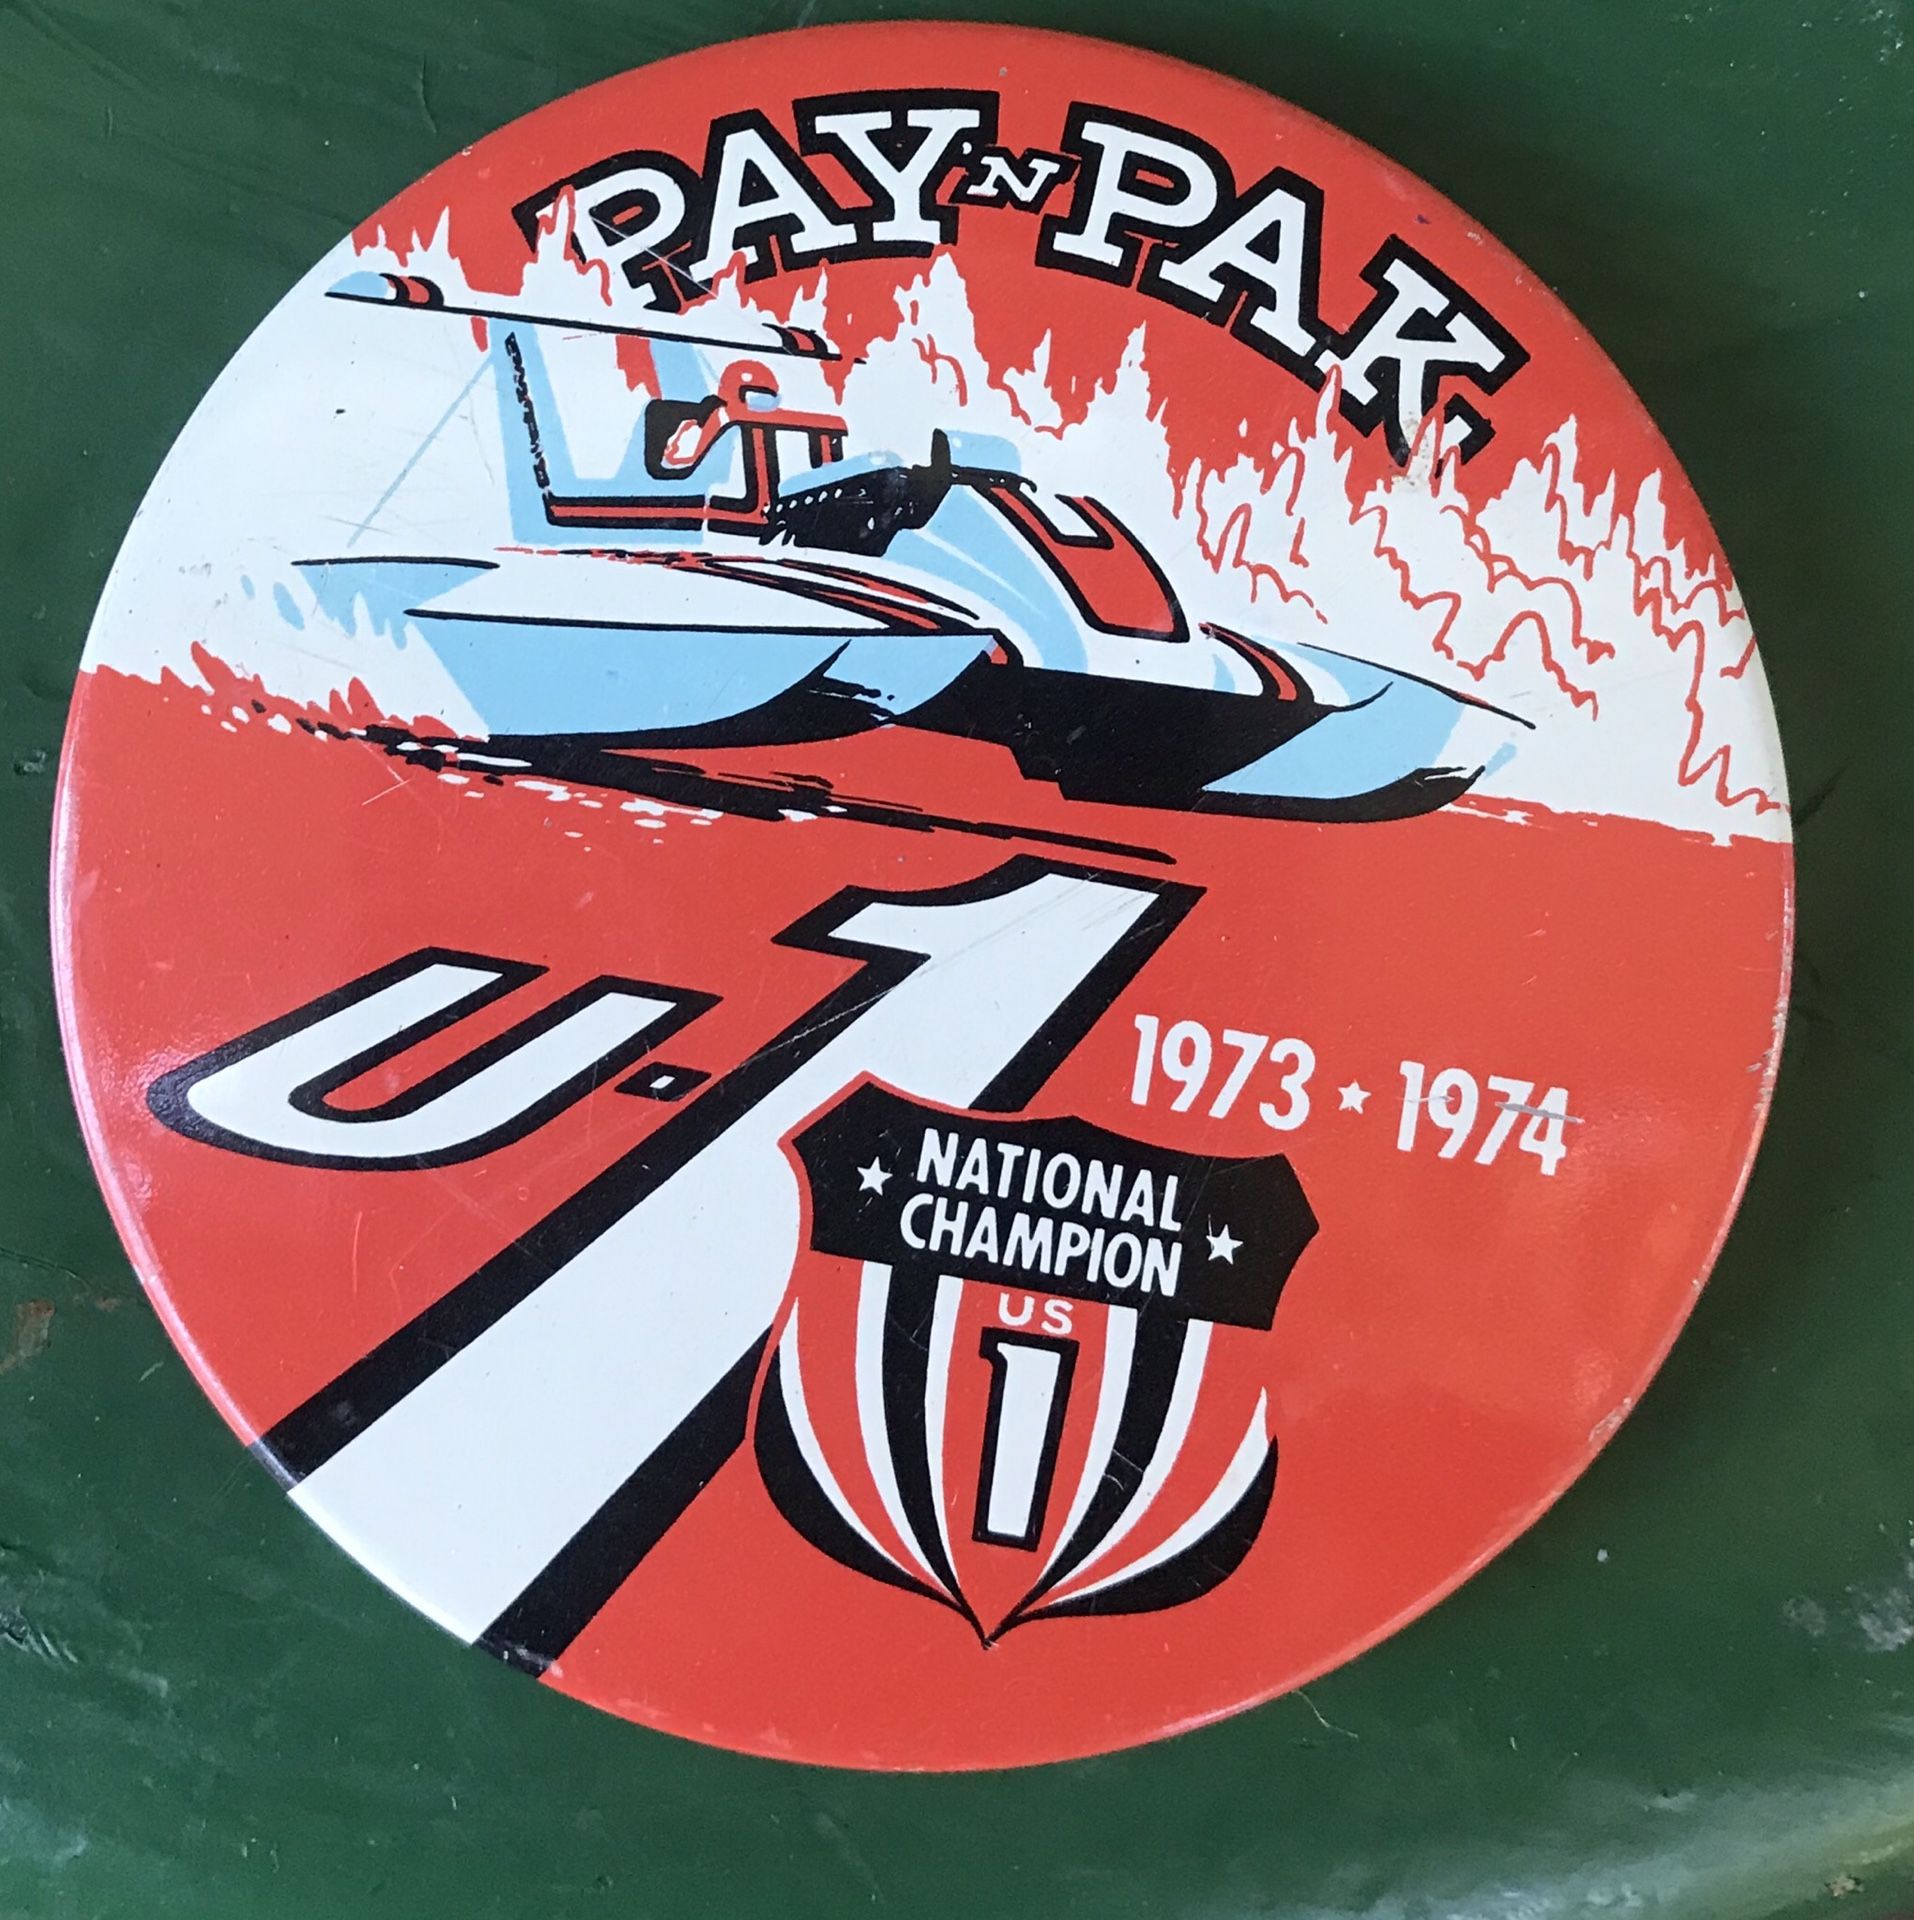 PAY 'N PAK
U-1
1973 ★ 1974
★ NATIONAL ★
CHAMPION
US
1